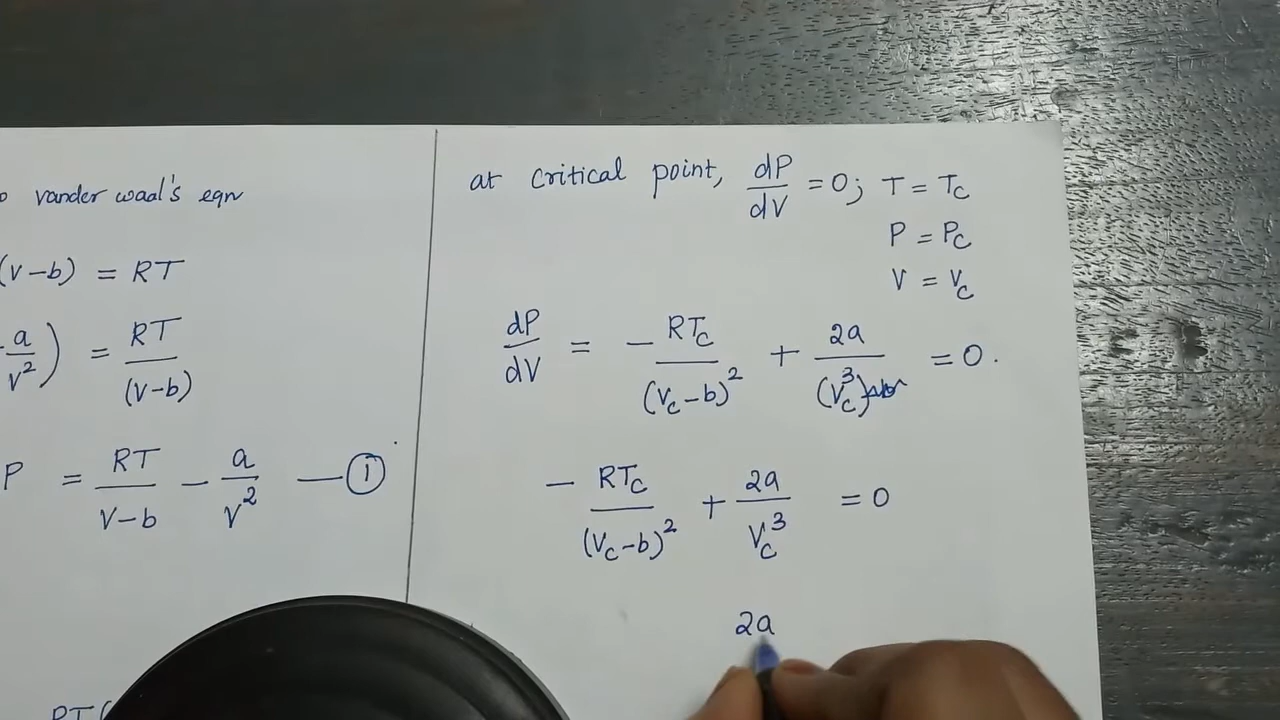 vander waal's eqn
(V-b) = RT
a/V²) = RT/(V-b)
P = RT/V-b - a/V² — ①
RT(
at critical point, dP/dV = 0; T = Tc
P = Pc
V = Vc
dP/dV = - RTc/(Vc-b)² + 2a/(Vc³) = 0.
- RTc/(Vc-b)² + 2a/Vc³ = 0
2a